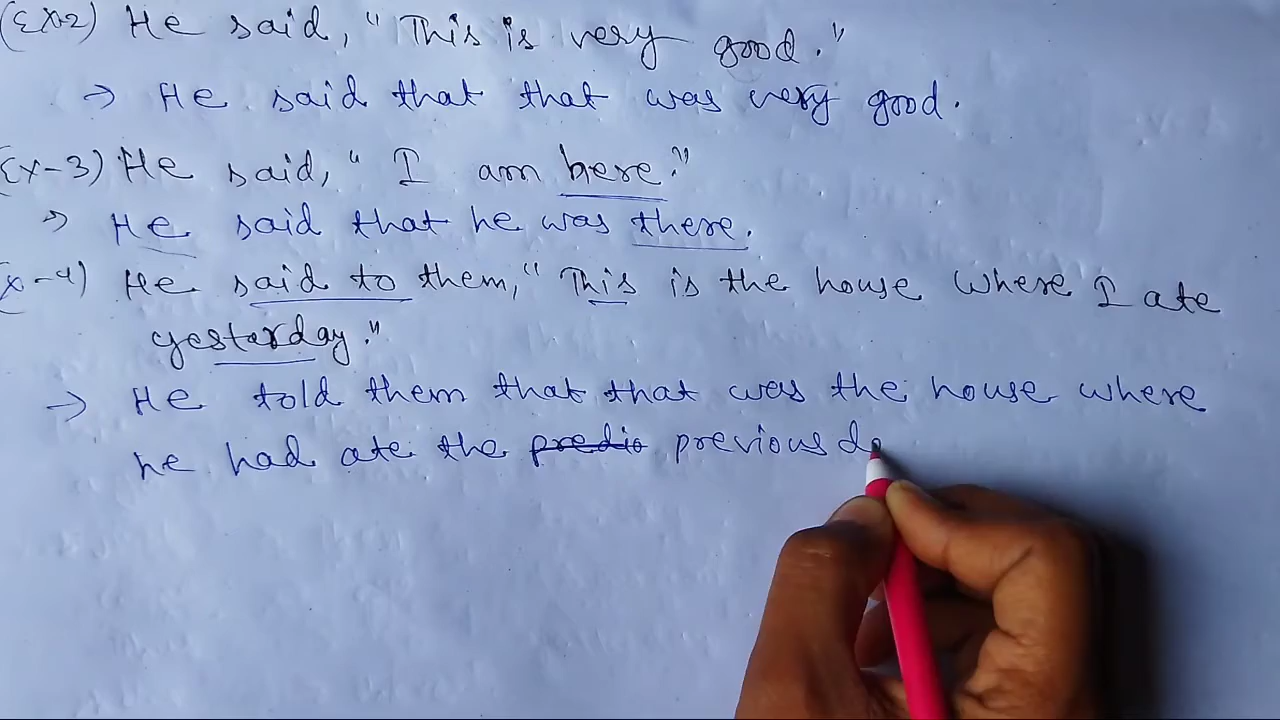 (Ex-2) He said, "This is very good."
→ He said that that was very good.
(Ex-3) He said, "I am here."
→ He said that he was there.
(x-4) He said to them, "This is the house where I ate
yesterday."
→ He told them that that was the house where
he had ate the predio previous da